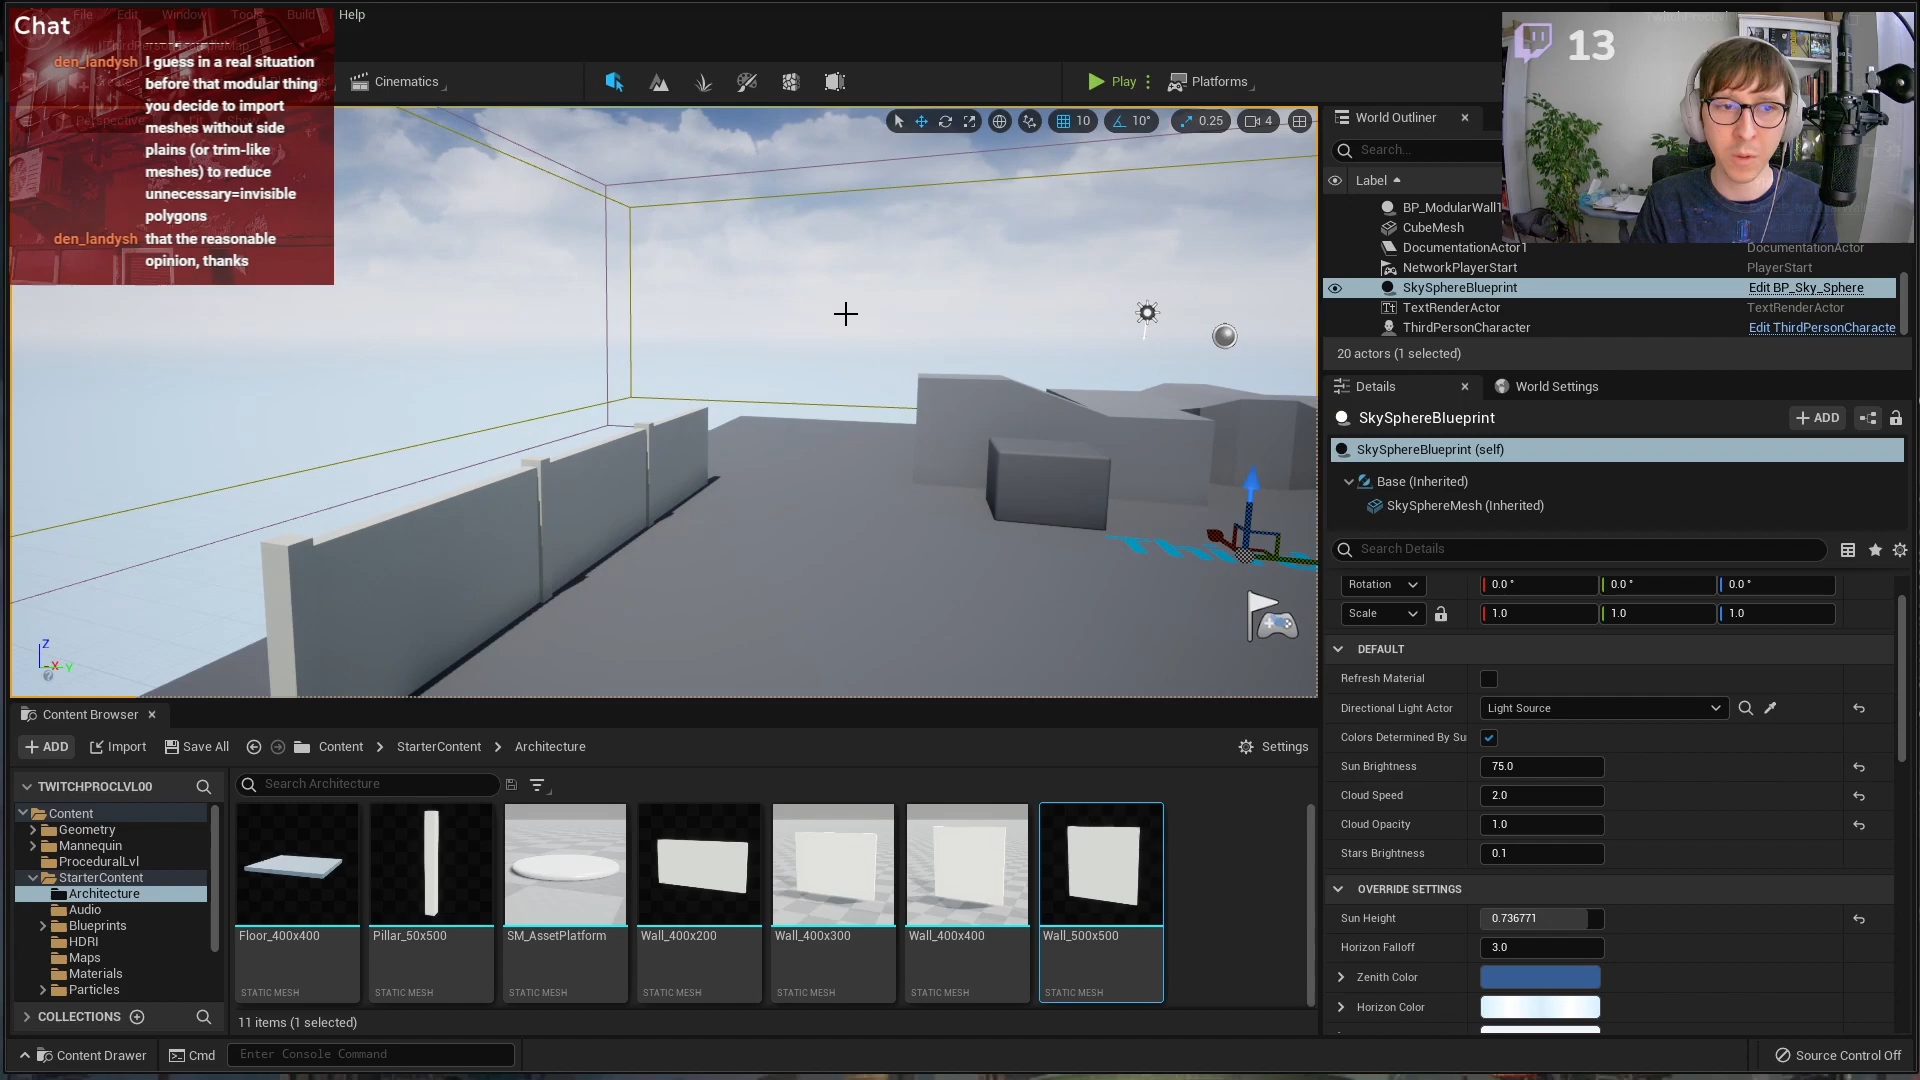 Chat
File Edit Window Tools Build Help
den_landysh I guess in a real situation
before that modular thing
you decide to import
meshes without side
plains (or trim-like
meshes) to reduce
unnecessary=invisible
polygons
den_landysh that the reasonable
opinion, thanks
Cinematics
Play
Platforms
13
10
10°
0.25
4
World Outliner
Search...
Label
BP_ModularWall1
CubeMesh
DocumentationActor1 DocumentationActor
NetworkPlayerStart PlayerStart
SkySphereBlueprint Edit BP_Sky_Sphere
TextRenderActor TextRenderActor
ThirdPersonCharacter Edit ThirdPersonCharacte
20 actors (1 selected)
Details
World Settings
SkySphereBlueprint
+ ADD
SkySphereBlueprint (self)
Base (Inherited)
SkySphereMesh (Inherited)
Search Details
Rotation 0.0 ° 0.0 ° 0.0 °
Scale 1.0 1.0 1.0
DEFAULT
Refresh Material
Directional Light Actor Light Source
Colors Determined By Su
Sun Brightness 75.0
Cloud Speed 2.0
Cloud Opacity 1.0
Stars Brightness 0.1
OVERRIDE SETTINGS
Sun Height 0.736771
Horizon Falloff 3.0
Zenith Color
Horizon Color
Z
X
Y
Content Browser
+ ADD Import Save All Content StarterContent Architecture Settings
TWITCHPROCLVL00
Search Architecture
Content
Geometry
Mannequin
ProceduralLvl
StarterContent
Architecture
Audio
Blueprints
HDRI
Maps
Materials
Particles
COLLECTIONS
Floor_400x400 Pillar_50x500 SM_AssetPlatform Wall_400x200 Wall_400x300 Wall_400x400 Wall_500x500
STATIC MESH STATIC MESH STATIC MESH STATIC MESH STATIC MESH STATIC MESH STATIC MESH
11 items (1 selected)
Content Drawer Cmd Enter Console Command Source Control Off